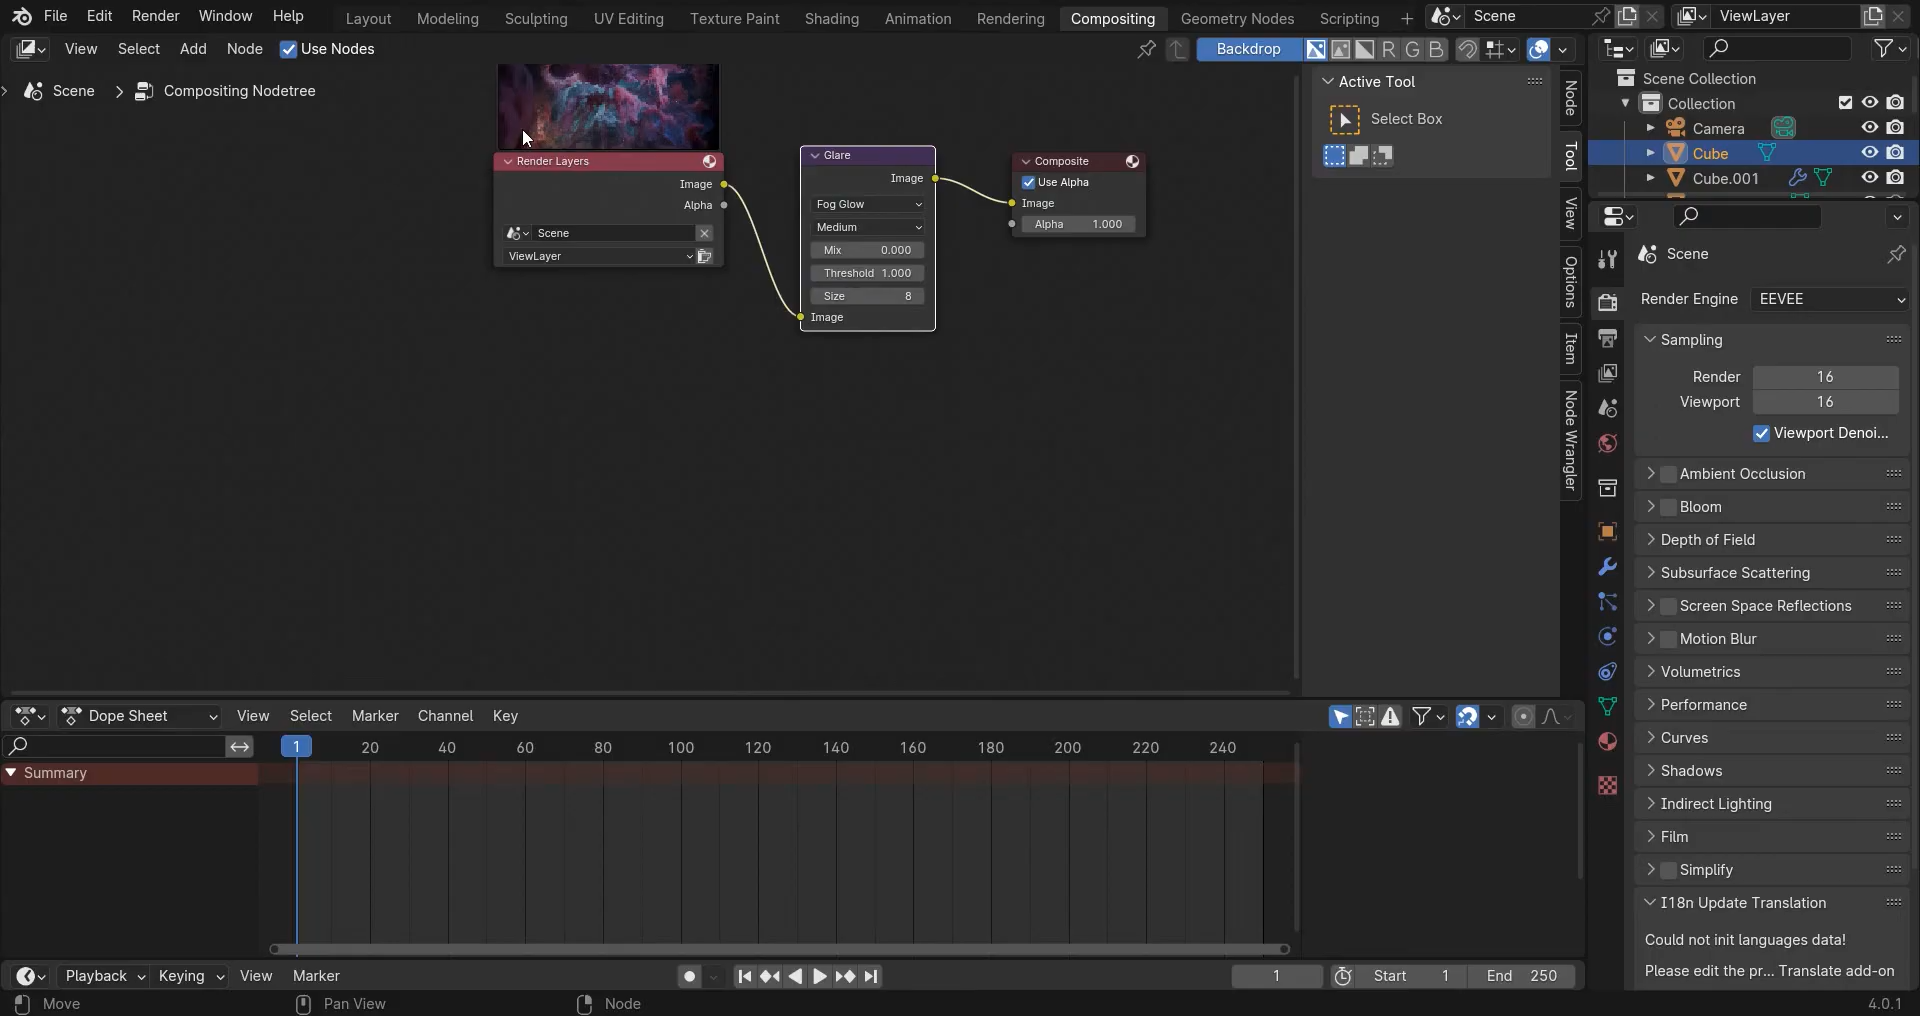 File Edit Render Window Help Layout Modeling Sculpting UV Editing Texture Paint Shading Animation Rendering Compositing Geometry Nodes Scripting + Scene ViewLayer
View Select Add Node Use Nodes Backdrop R G B
Scene > Compositing Nodetree
Render Layers
Image
Alpha
Scene
ViewLayer
Glare
Image
Fog Glow
Medium
Mix 0.000
Threshold 1.000
Size 8
Image
Composite
Use Alpha
Image
Alpha 1.000
Active Tool
Select Box
Node
Tool
View
Options
Item
Node Wrangler
Scene Collection
Collection
Camera
Cube
Cube.001
Scene
Render Engine EEVEE
Sampling
Render 16
Viewport 16
Viewport Denoi...
Ambient Occlusion
Bloom
Depth of Field
Subsurface Scattering
Screen Space Reflections
Motion Blur
Volumetrics
Performance
Curves
Shadows
Indirect Lighting
Film
Simplify
I18n Update Translation
Could not init languages data!
Please edit the pr... Translate add-on
Dope Sheet View Select Marker Channel Key
1 20 40 60 80 100 120 140 160 180 200 220 240
Summary
Playback Keying View Marker 1 Start 1 End 250
Move Pan View Node 4.0.1